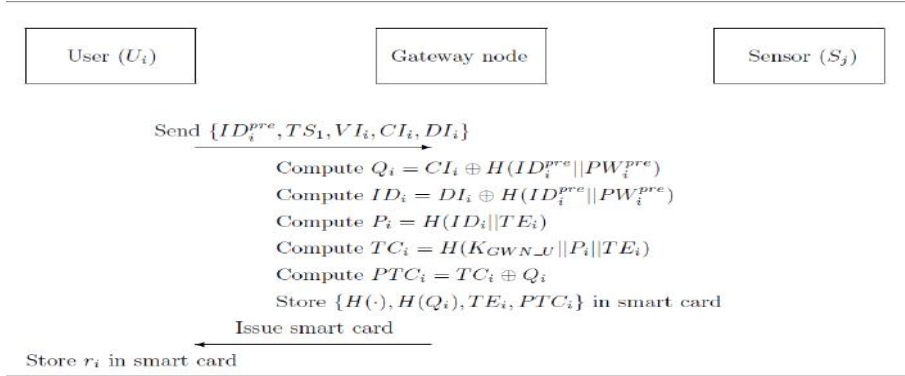 User (U_i) Gateway node Sensor (S_j)
Send {ID_i^{pre}, TS_1, VI_i, CI_i, DI_i}
Compute Q_i = CI_i ⊕ H(ID_i^{pre}||PW_i^{pre})
Compute ID_i = DI_i ⊕ H(ID_i^{pre}||PW_i^{pre})
Compute P_i = H(ID_i||TE_i)
Compute TC_i = H(K_{GWN_U}||P_i||TE_i)
Compute PTC_i = TC_i ⊕ Q_i
Store {H(·), H(Q_i), TE_i, PTC_i} in smart card
Issue smart card
Store r_i in smart card